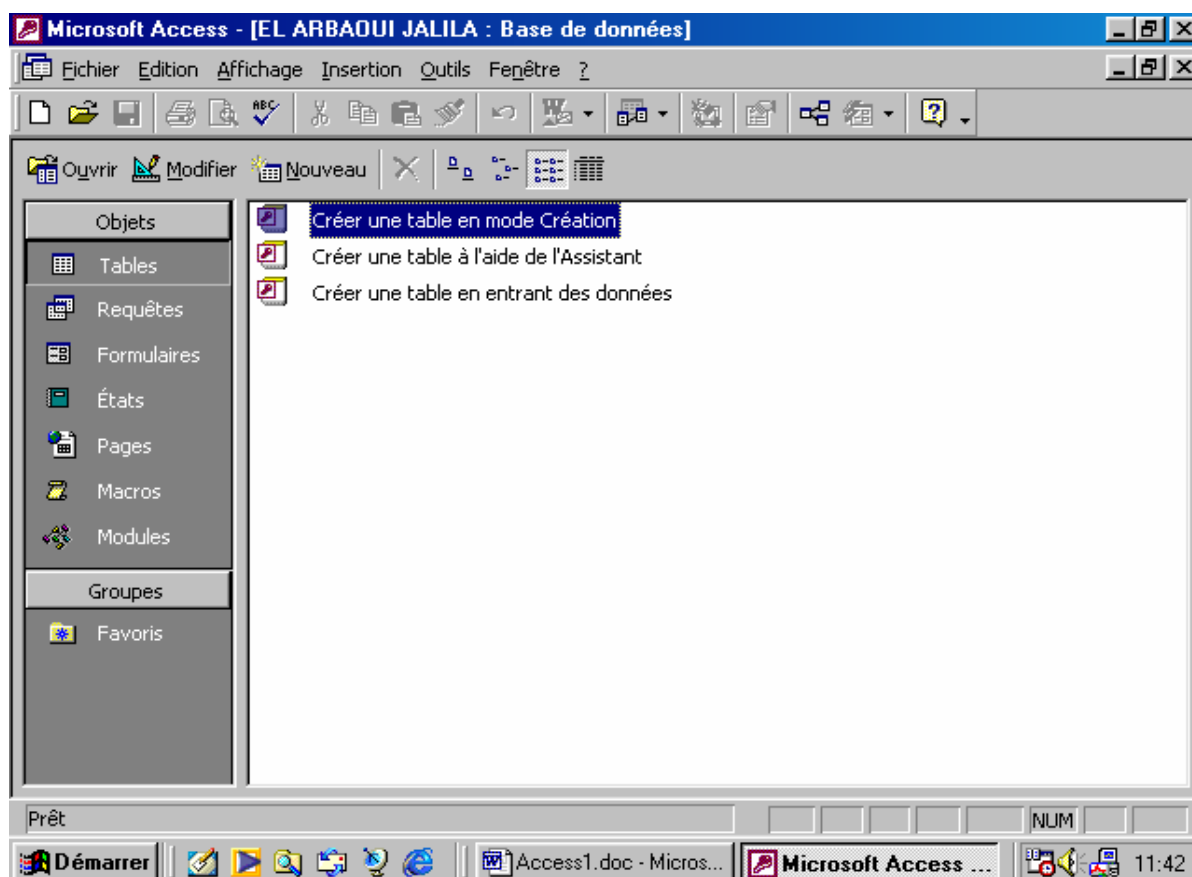 Microsoft Access - [EL ARBAOUI JALILA : Base de données]
Fichier Edition Affichage Insertion Outils Fenêtre ?
Ouvrir Modifier Nouveau
Objets
Tables
Requêtes
Formulaires
États
Pages
Macros
Modules
Groupes
Favoris
Créer une table en mode Création
Créer une table à l'aide de l'Assistant
Créer une table en entrant des données
Prêt NUM
Démarrer Access1.doc - Micros... Microsoft Access ... 11:42